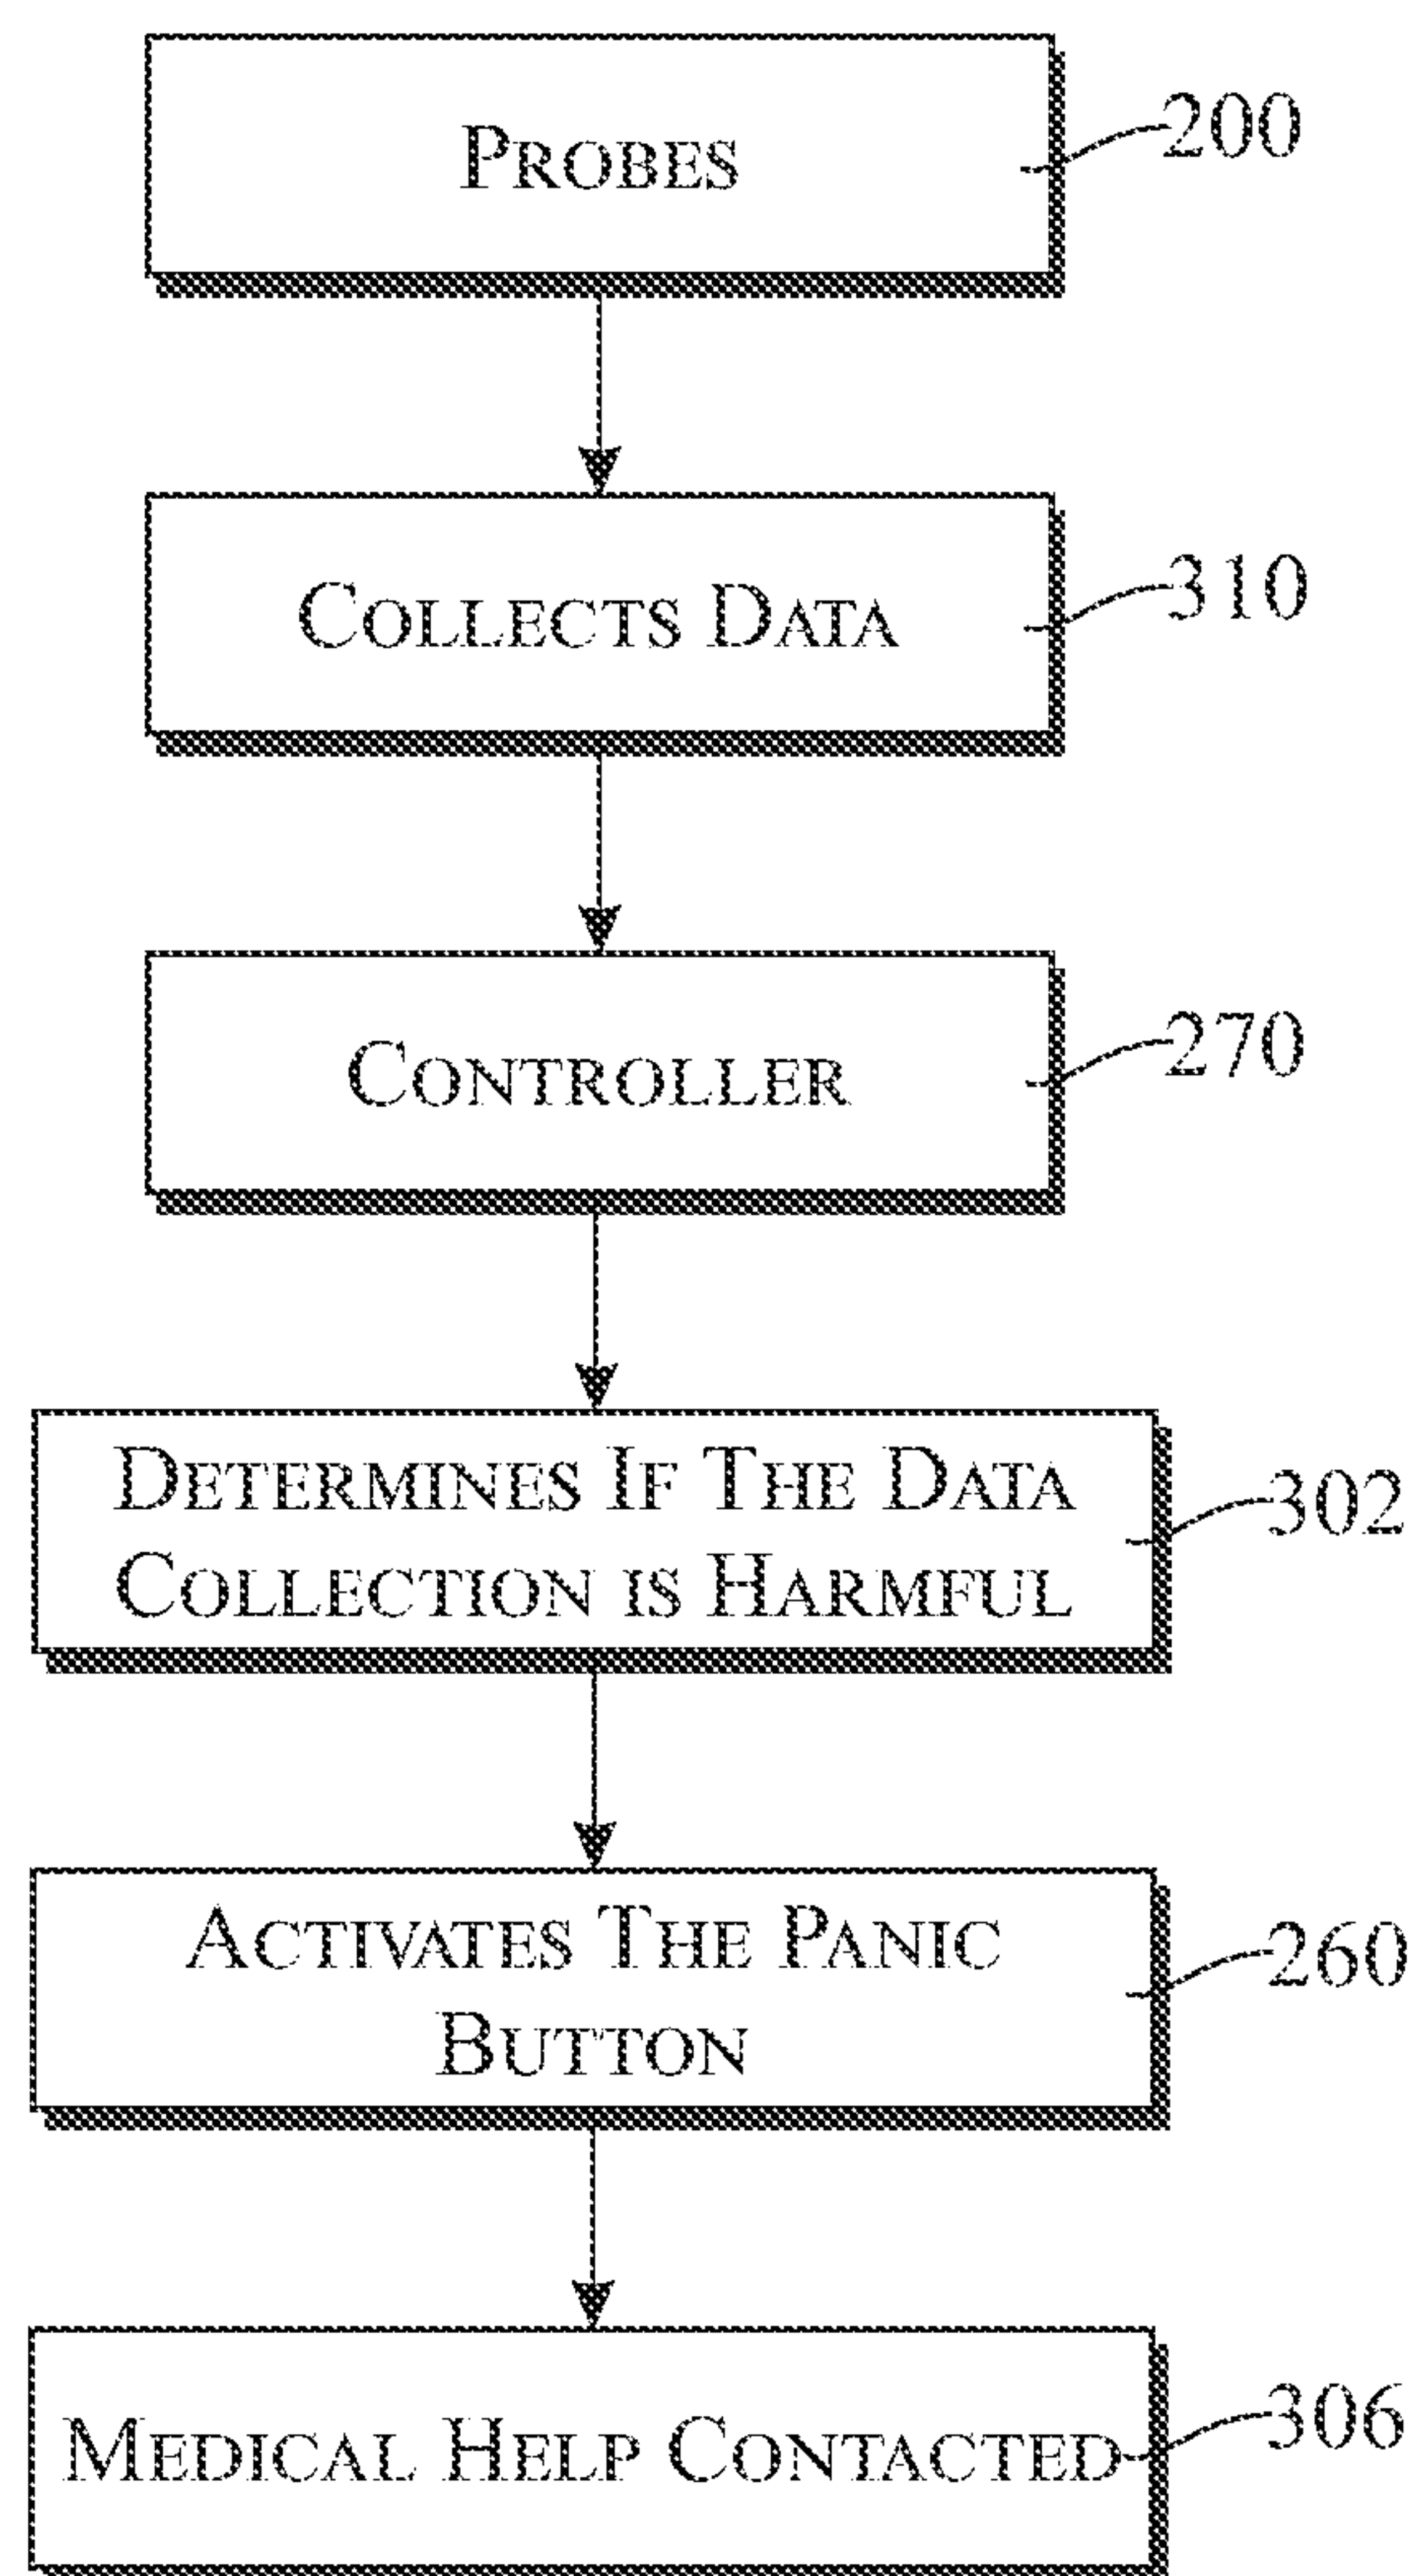 PROBES
200
COLLECTS DATA
310
CONTROLLER
270
DETERMINES IF THE DATA
COLLECTION IS HARMFUL
302
ACTIVATES THE PANIC
BUTTON
260
MEDICAL HELP CONTACTED
306